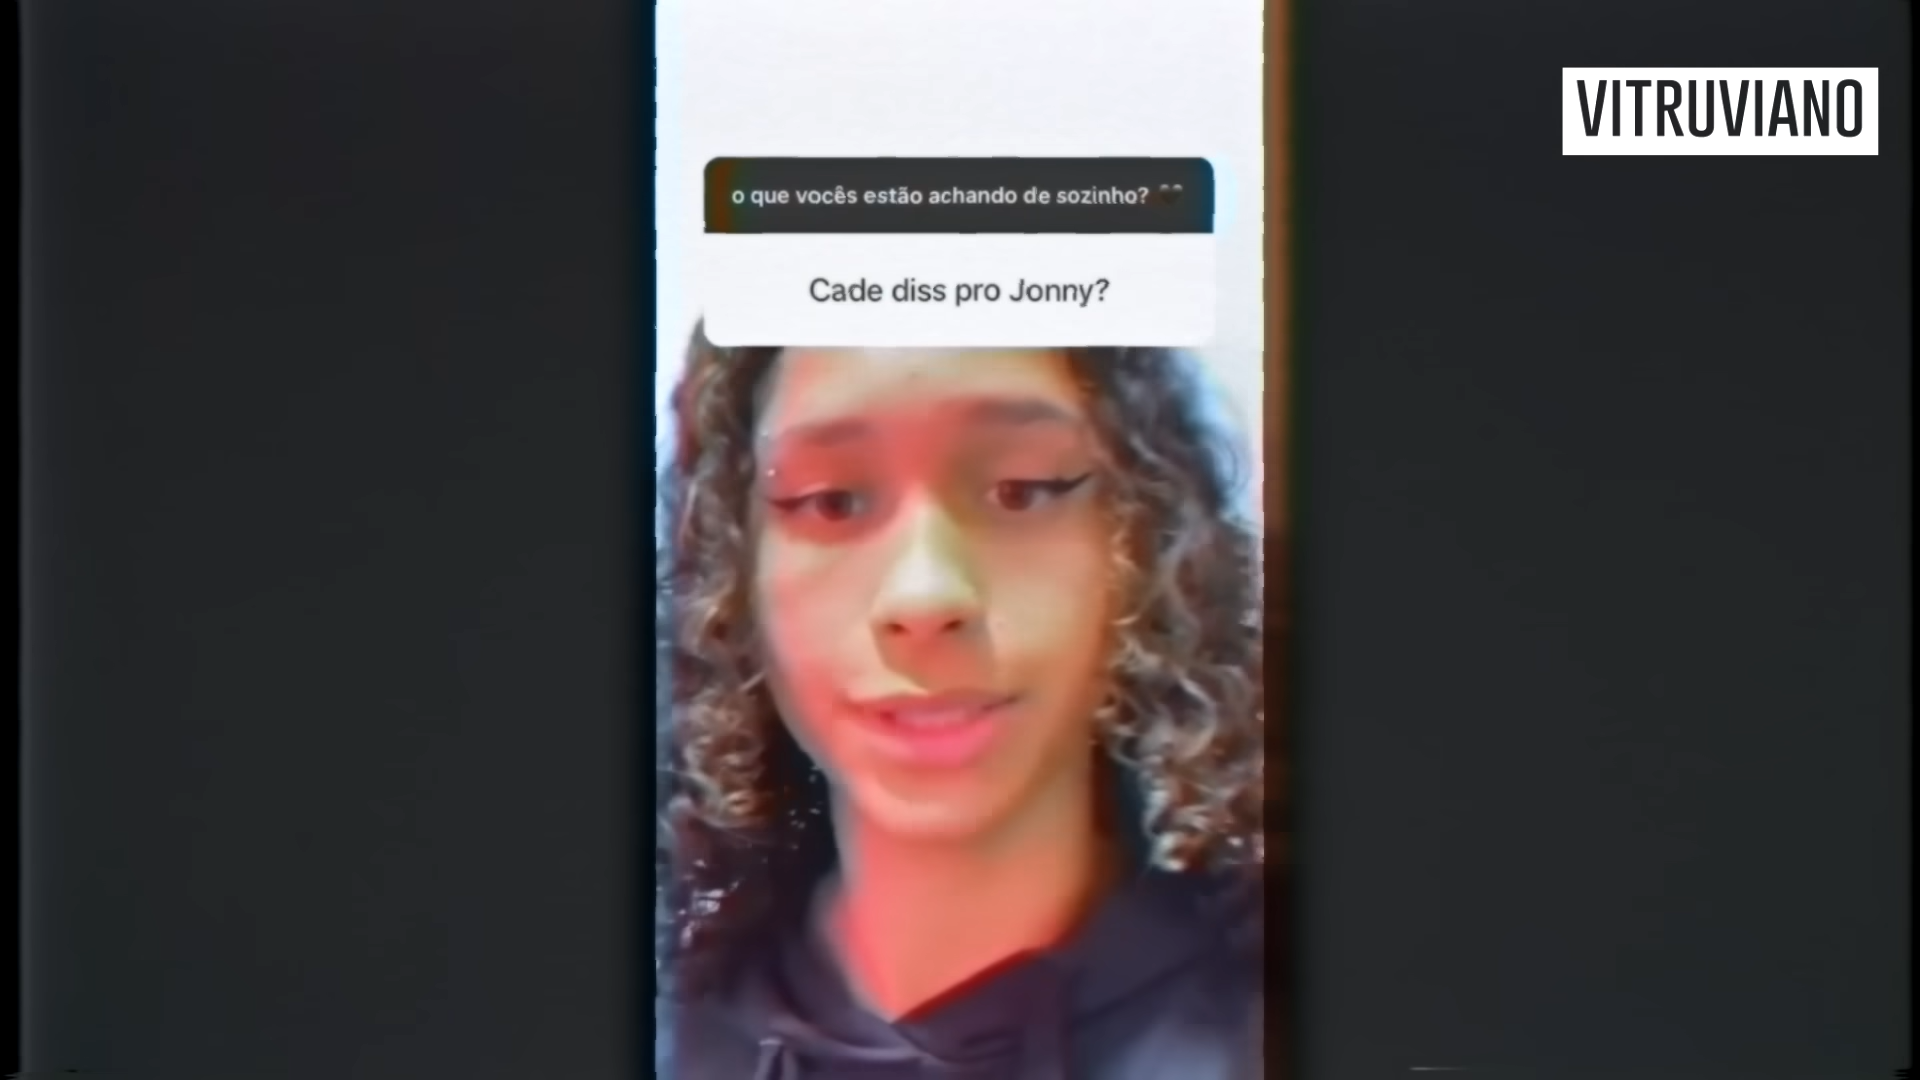 VITRUVIANO
o que vocês estão achando de sozinho? 🖤
Cade diss pro Jonny?